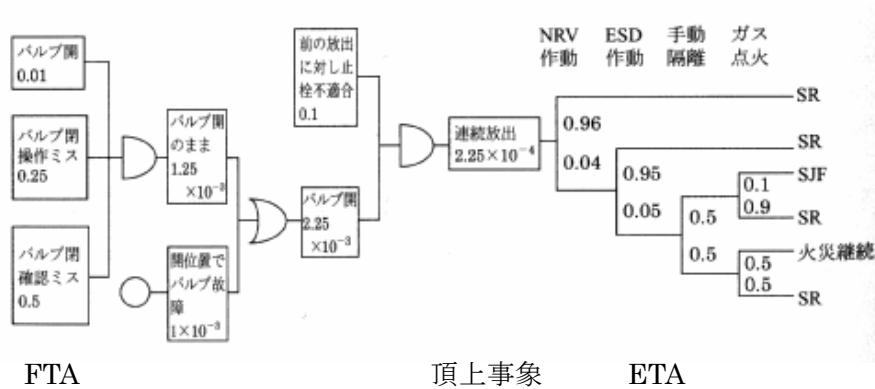 バルブ開
0.01
バルブ閉
操作ミス
0.25
バルブ閉
確認ミス
0.5
バルブ開
のまま
1.25
×10⁻³
開位置で
バルブ故
障
1×10⁻³
バルブ開
2.25
×10⁻³
前の放出
に対し止
栓不適合
0.1
連続放出
2.25×10⁻⁴
NRV ESD 手動 ガス
作動 作動 隔離 点火
SR
0.96
0.04
SR
0.95
0.05
SJF
0.1
0.9
SR
0.5
0.5
火災継続
0.5
0.5
SR
FTA 頂上事象 ETA